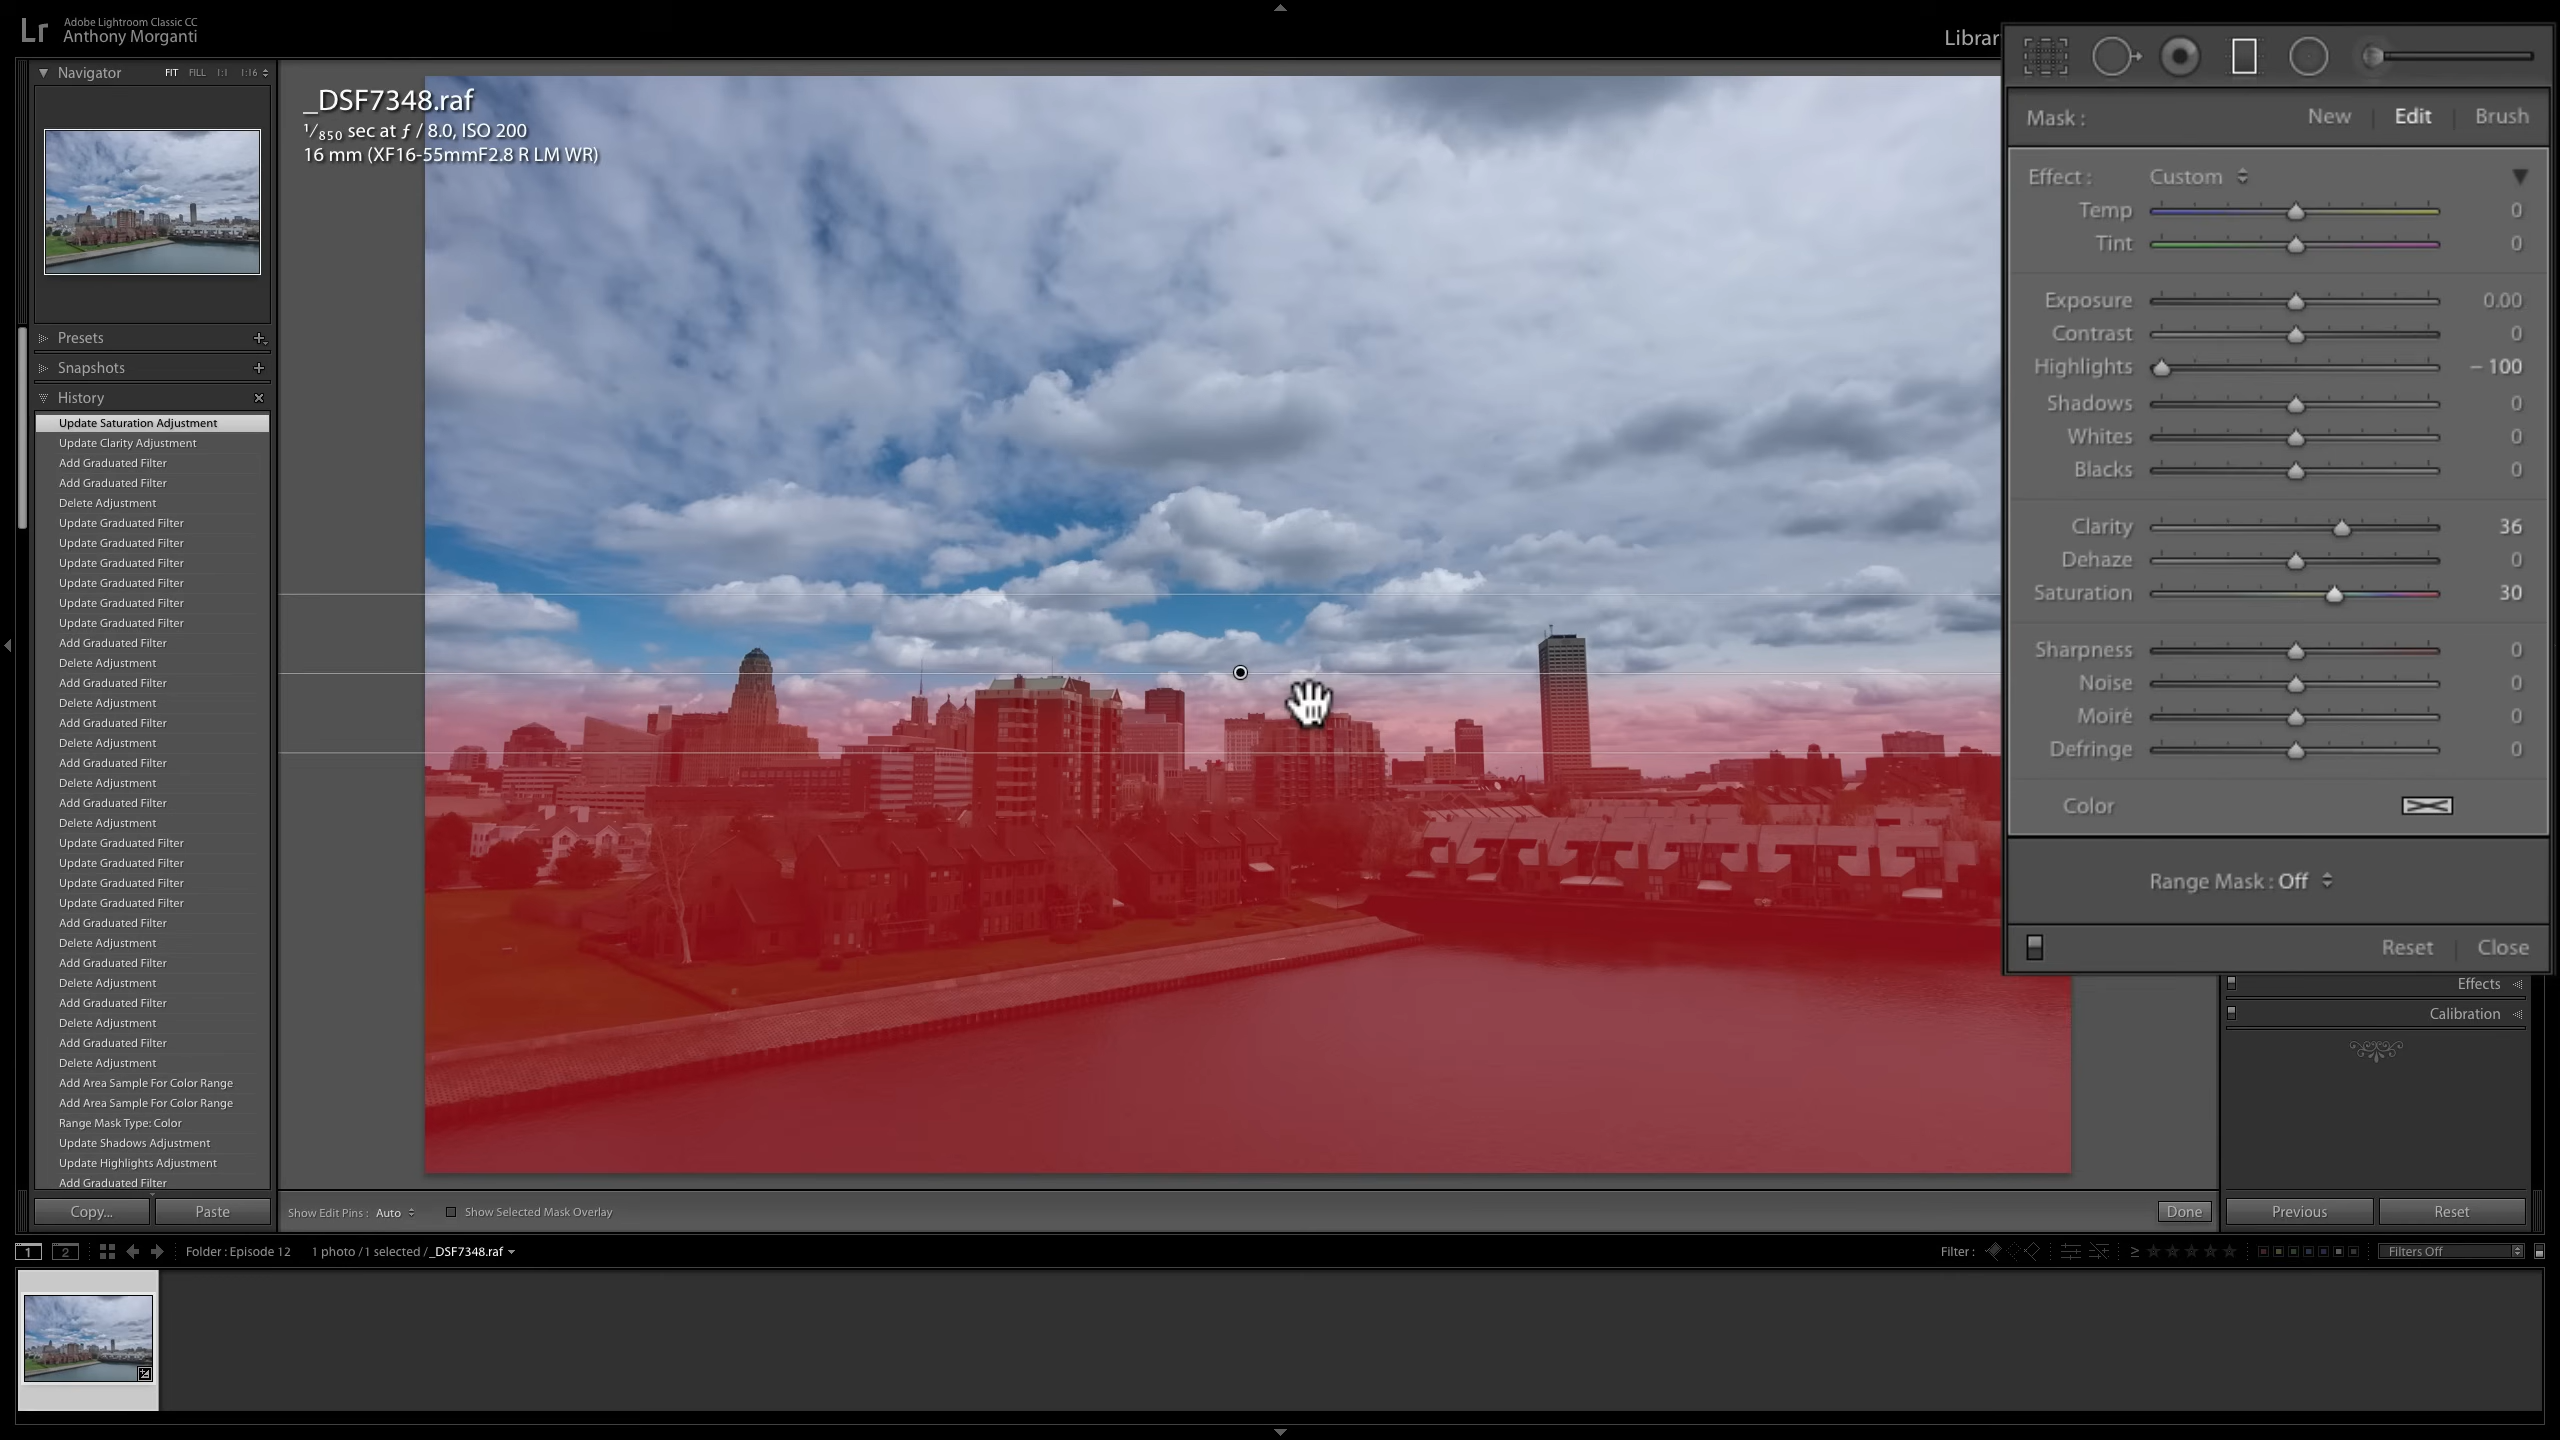 Lr
Adobe Lightroom Classic CC
Anthony Morganti
Librar
Navigator FIT FILL 1:1 1:16
Presets
Snapshots
History
Update Saturation Adjustment
Update Clarity Adjustment
Add Graduated Filter
Add Graduated Filter
Delete Adjustment
Update Graduated Filter
Update Graduated Filter
Update Graduated Filter
Update Graduated Filter
Update Graduated Filter
Update Graduated Filter
Add Graduated Filter
Delete Adjustment
Add Graduated Filter
Delete Adjustment
Add Graduated Filter
Delete Adjustment
Add Graduated Filter
Delete Adjustment
Add Graduated Filter
Delete Adjustment
Update Graduated Filter
Update Graduated Filter
Update Graduated Filter
Update Graduated Filter
Add Graduated Filter
Delete Adjustment
Add Graduated Filter
Delete Adjustment
Add Graduated Filter
Delete Adjustment
Add Graduated Filter
Delete Adjustment
Add Area Sample For Color Range
Add Area Sample For Color Range
Range Mask Type: Color
Update Shadows Adjustment
Update Highlights Adjustment
Add Graduated Filter
Copy... Paste
_DSF7348.raf
1/850 sec at ƒ / 8.0, ISO 200
16 mm (XF16-55mmF2.8 R LM WR)
Mask : New Edit Brush
Effect : Custom
Temp 0
Tint 0
Exposure 0.00
Contrast 0
Highlights – 100
Shadows 0
Whites 0
Blacks 0
Clarity 36
Dehaze 0
Saturation 30
Sharpness 0
Noise 0
Moiré 0
Defringe 0
Color
Range Mask : Off
Reset Close
Effects
Calibration
Show Edit Pins : Auto Show Selected Mask Overlay Done
Previous Reset
1 2 Folder : Episode 12 1 photo / 1 selected / _DSF7348.raf Filter : ≥ Filters Off